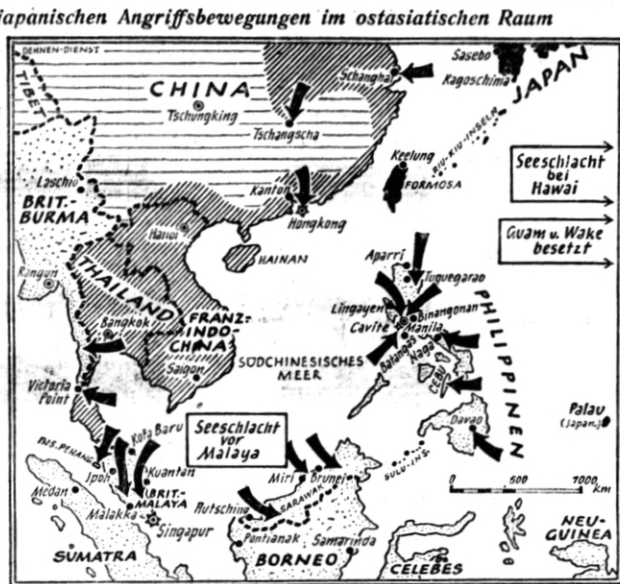 japanischen Angriffsbewegungen im ostasiatischen Raum
DEHNEN-DIENST
TIBET
CHINA
Tschungking
Tschangscha
Schanghai
Sasebo
Kagoschima
JAPAN
RIU-KIU-INSELN
Keelung
FORMOSA
Seeschlacht
bei
Hawai
Guam u. Wake
besetzt
Laschio
BRIT.-
BURMA
Rangun
Kanton
Hongkong
Hanoi
HAINAN
THAILAND
Bangkok
FRANZ.-
INDO-
CHINA
Saigon
Victoria
Point
SÜDCHINESISCHES
MEER
Aparri
Tuguegarao
Lingayen
Binangonan
Cavite
Manila
Batangas
Naga
CEBU
PHILIPPINEN
Davao
Palau
(Japan.)
SULU-INS.
Seeschlacht
vor
Malaya
INS. PENANG
Kota Baru
Ipoh
Kuantan
BRIT.-
MALAYA
Malakka
Singapur
Medan
SUMATRA
Miri
Brunei
SARAWAK
Kutsching
Pontianak
Samarinda
BORNEO
CELEBES
NEU-
GUINEA
0 500 1000
km